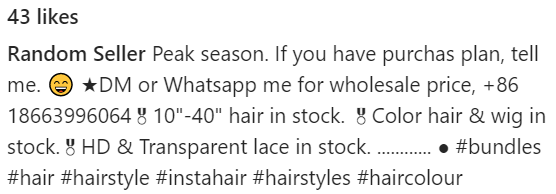 43 likes
Random Seller Peak season. If you have purchas plan, tell
me. 😄 ★DM or Whatsapp me for wholesale price, +86
18663996064 🎖 10"-40" hair in stock. 🎖 Color hair & wig in
stock. 🎖 HD & Transparent lace in stock. ............ ● #bundles
#hair #hairstyle #instahair #hairstyles #haircolour